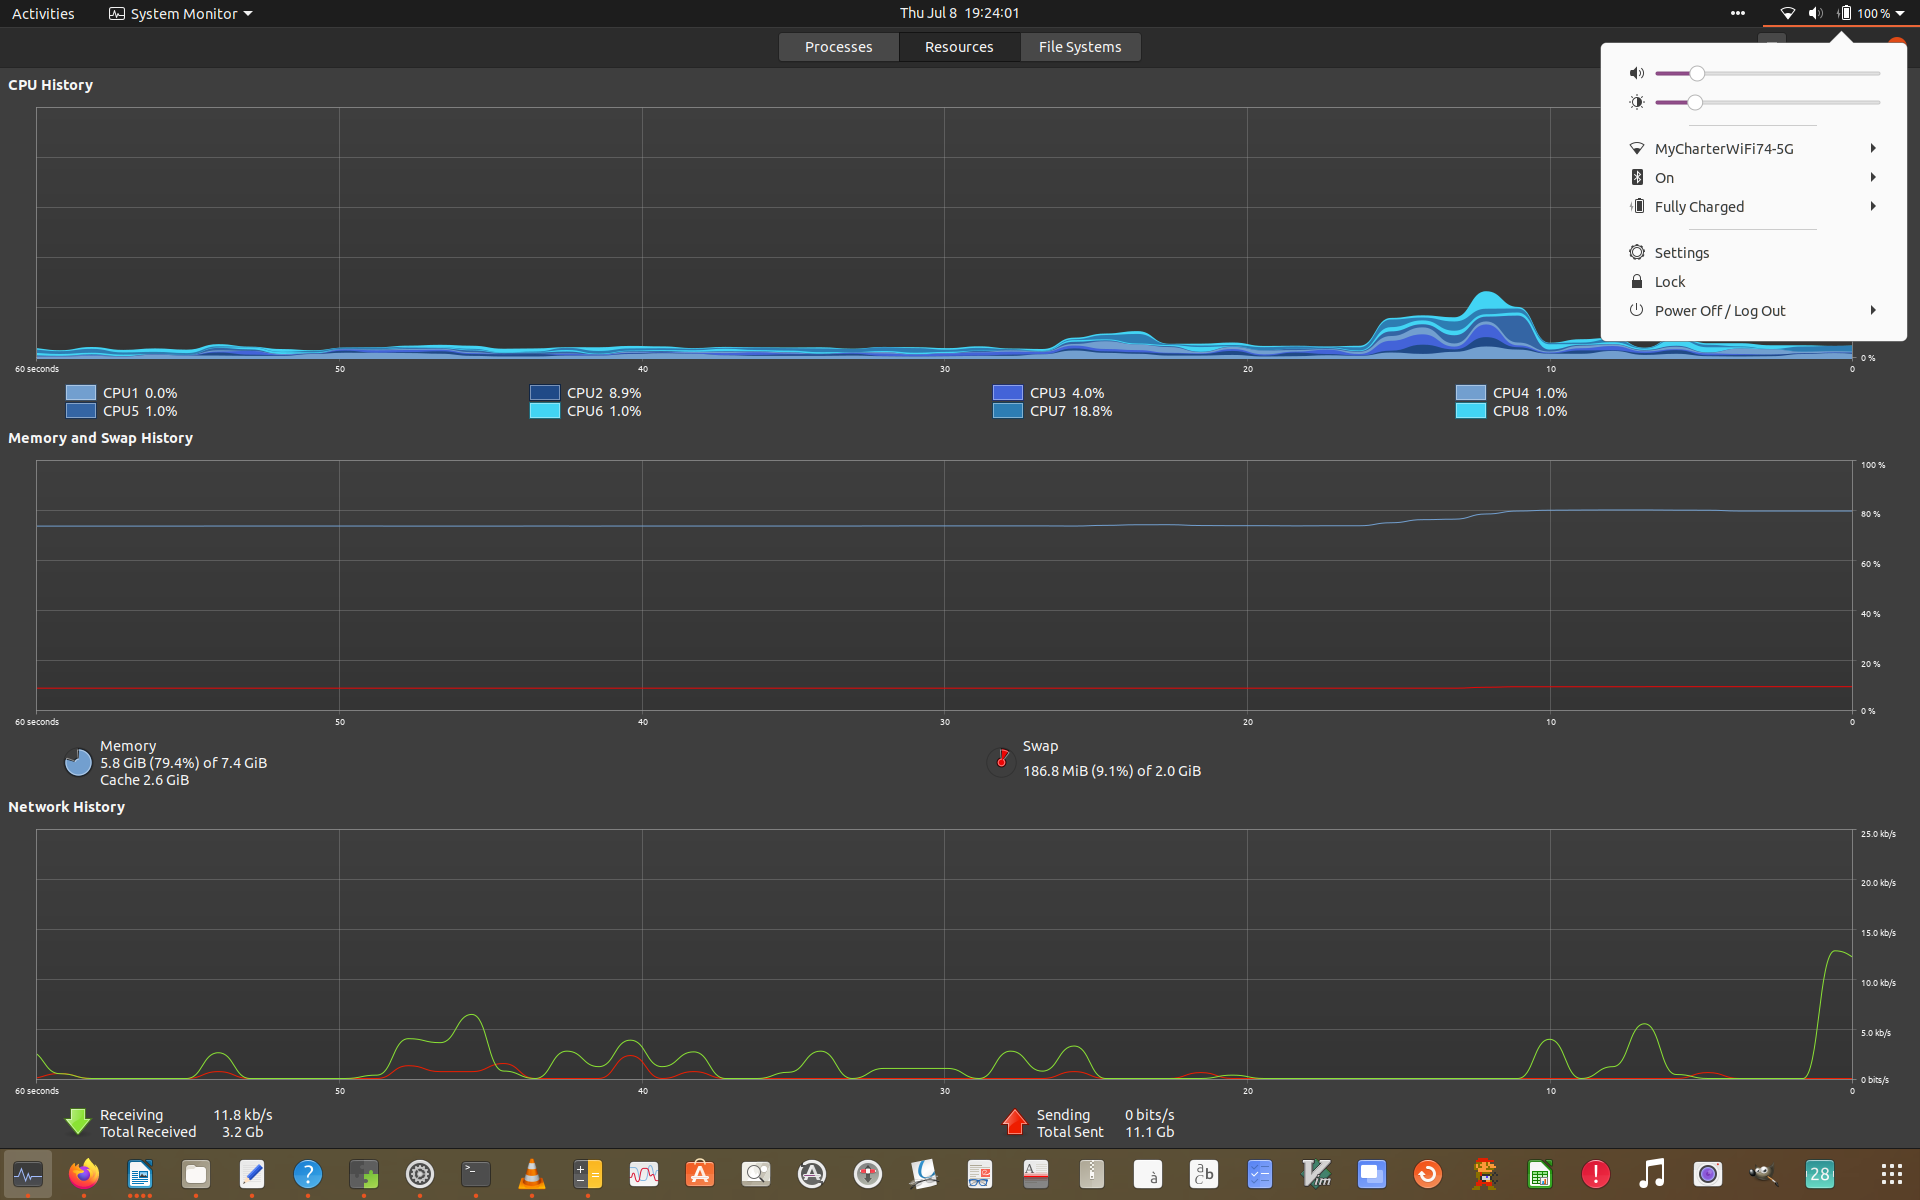 Activities System Monitor Thu Jul 8 19:24:01 100 %
Processes Resources File Systems
CPU History
MyCharterWiFi74-5G
On
Fully Charged
Settings
Lock
Power Off / Log Out
0 %
60 seconds 50 40 30 20 10 0
CPU1 0.0% CPU2 8.9% CPU3 4.0% CPU4 1.0%
CPU5 1.0% CPU6 1.0% CPU7 18.8% CPU8 1.0%
Memory and Swap History
100 %
80 %
60 %
40 %
20 %
0 %
60 seconds 50 40 30 20 10 0
Memory
5.8 GiB (79.4%) of 7.4 GiB
Cache 2.6 GiB
Swap
186.8 MiB (9.1%) of 2.0 GiB
Network History
25.0 kb/s
20.0 kb/s
15.0 kb/s
10.0 kb/s
5.0 kb/s
0 bits/s
60 seconds 50 40 30 20 10 0
Receiving 11.8 kb/s
Total Received 3.2 Gb
Sending 0 bits/s
Total Sent 11.1 Gb
28